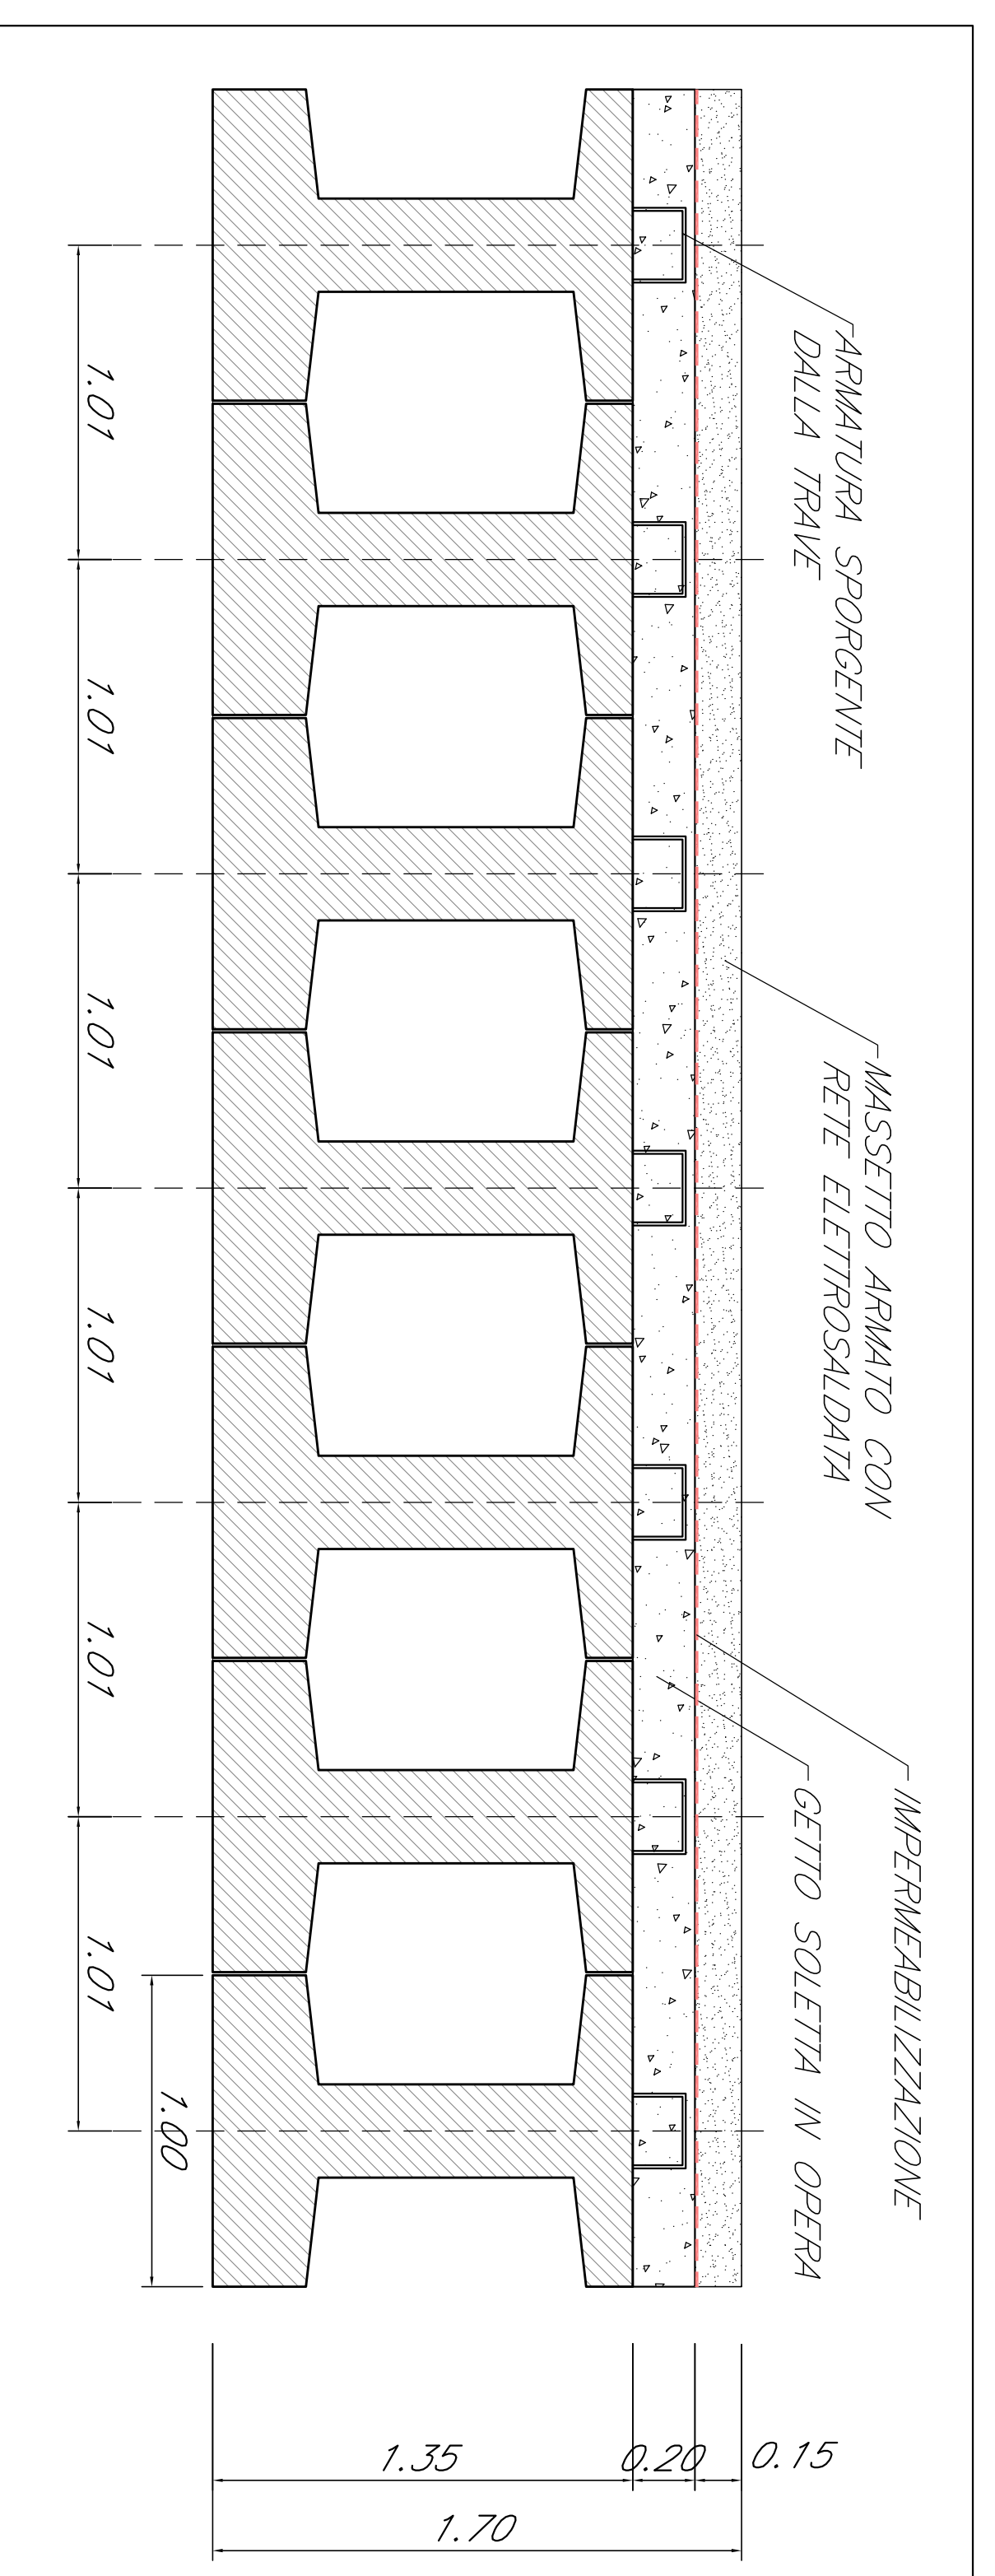 ARMATURA SPORGENTE
DALLA TRAVE
MASSETTO ARMATO CON
RETE ELETTROSALDATA
IMPERMEABILIZZAZIONE
GETTO SOLETTA IN OPERA
1.01
1.01
1.01
1.01
1.01
1.01
1.00
0.15
0.20
1.35
1.70